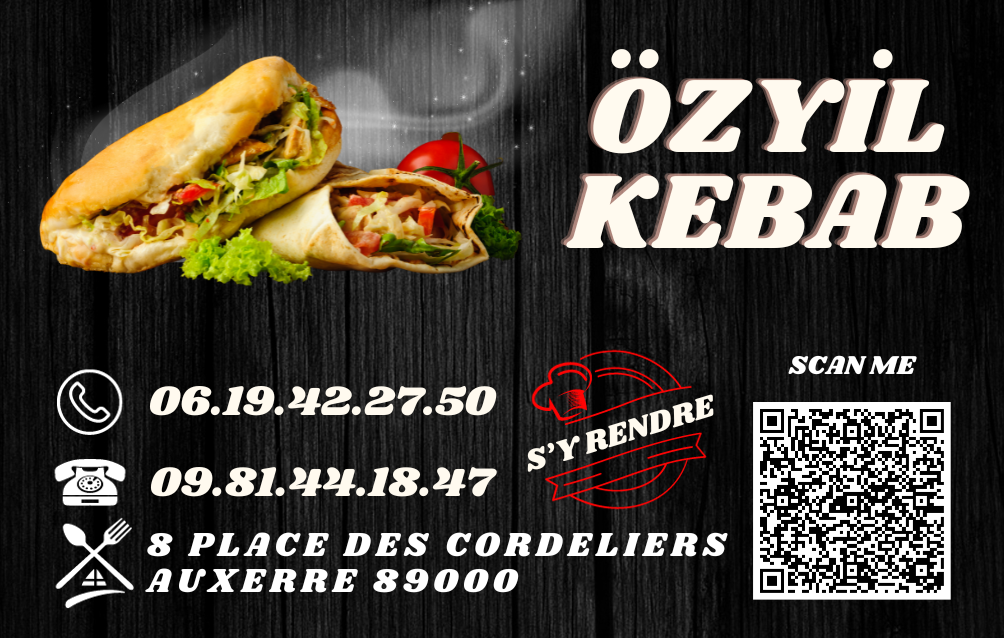 ÖZYİL
KEBAB
06.19.42.27.50
09.81.44.18.47
8 PLACE DES CORDELIERS
AUXERRE 89000
S'Y RENDRE
SCAN ME